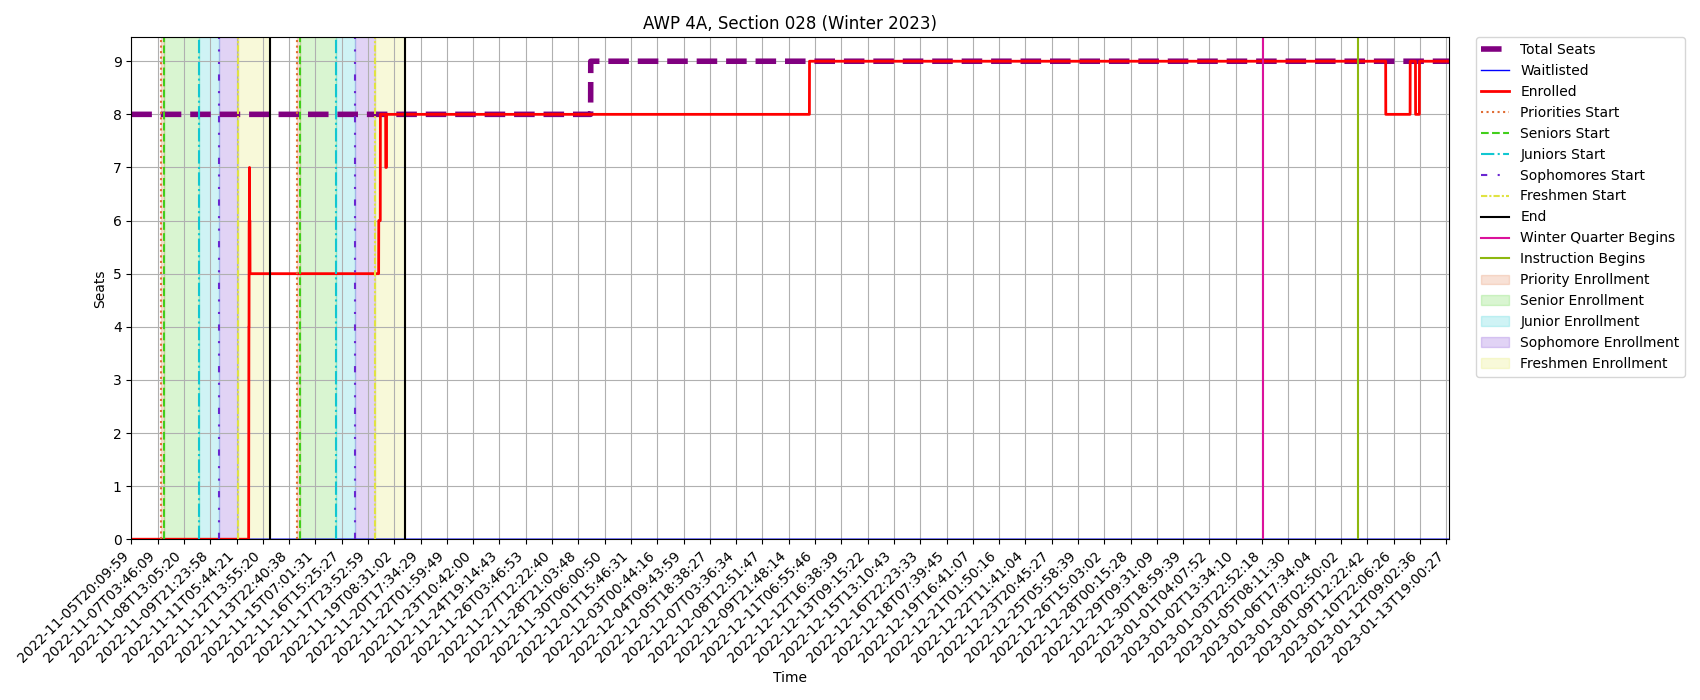 AWP 4A, Section 028 (Winter 2023)
Seats
9
8
7
6
5
4
3
2
1
0
2022-11-05T20:09:59
2022-11-07T03:46:09
2022-11-08T13:05:20
2022-11-09T21:23:58
2022-11-11T05:44:21
2022-11-12T13:55:20
2022-11-13T22:40:38
2022-11-15T07:01:31
2022-11-16T15:25:27
2022-11-17T23:52:59
2022-11-19T08:31:02
2022-11-20T17:34:29
2022-11-22T01:59:49
2022-11-23T10:42:00
2022-11-24T19:14:43
2022-11-26T03:46:53
2022-11-27T12:22:40
2022-11-28T21:03:48
2022-11-30T06:00:50
2022-12-01T15:46:31
2022-12-03T00:44:16
2022-12-04T09:43:59
2022-12-05T18:38:27
2022-12-07T03:36:34
2022-12-08T12:51:47
2022-12-09T21:48:14
2022-12-11T06:55:46
2022-12-12T16:38:39
2022-12-13T09:15:22
2022-12-15T13:10:43
2022-12-16T22:23:33
2022-12-18T07:39:45
2022-12-19T16:41:07
2022-12-21T01:50:16
2022-12-22T11:41:04
2022-12-23T20:45:27
2022-12-25T05:58:39
2022-12-26T15:03:02
2022-12-28T00:15:28
2022-12-29T09:31:09
2022-12-30T18:59:39
2023-01-01T04:07:52
2023-01-02T13:34:10
2023-01-03T22:52:18
2023-01-05T08:11:30
2023-01-06T17:34:04
2023-01-08T02:50:02
2023-01-09T12:22:42
2023-01-10T22:06:26
2023-01-12T09:02:36
2023-01-13T19:00:27
Time
Total Seats
Waitlisted
Enrolled
Priorities Start
Seniors Start
Juniors Start
Sophomores Start
Freshmen Start
End
Winter Quarter Begins
Instruction Begins
Priority Enrollment
Senior Enrollment
Junior Enrollment
Sophomore Enrollment
Freshmen Enrollment